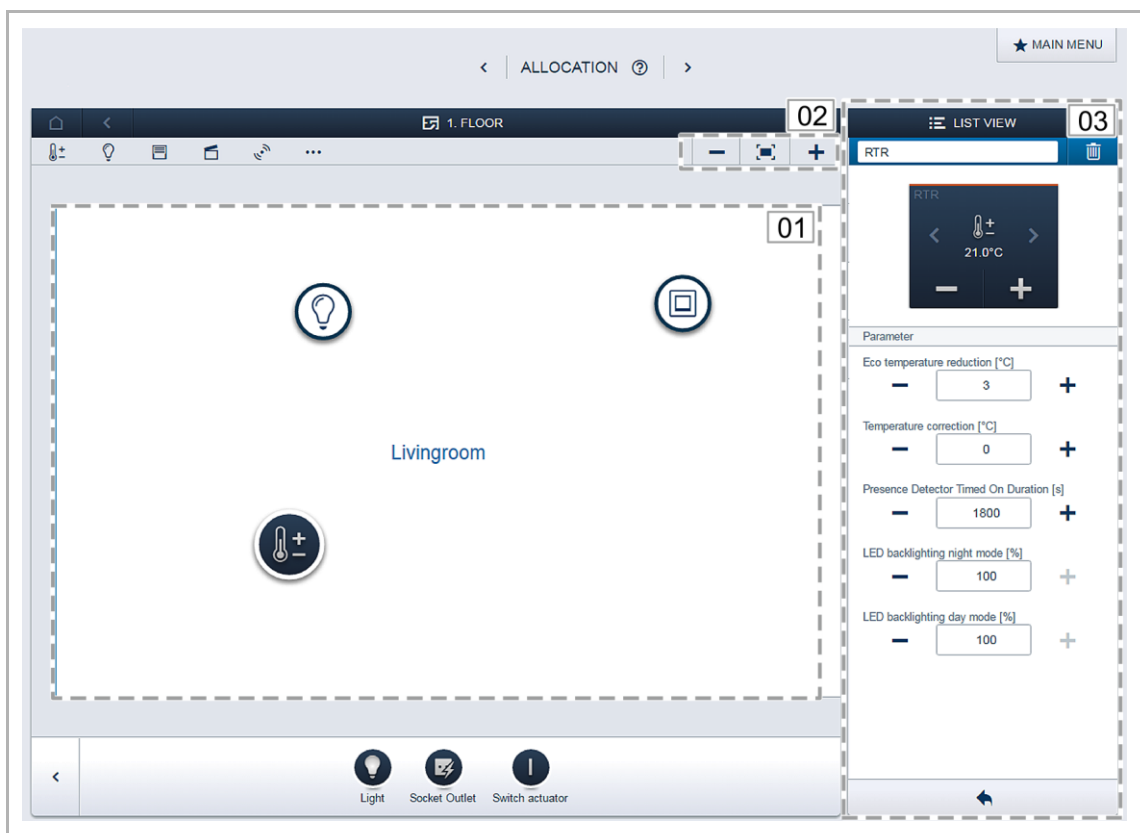 MAIN MENU
ALLOCATION ?
1. FLOOR
02
LIST VIEW
03
RTR
01
RTR
21.0°C
Livingroom
Parameter
Eco temperature reduction [°C]
3
Temperature correction [°C]
0
Presence Detector Timed On Duration [s]
1800
LED backlighting night mode [%]
100
LED backlighting day mode [%]
100
Light
Socket Outlet
Switch actuator